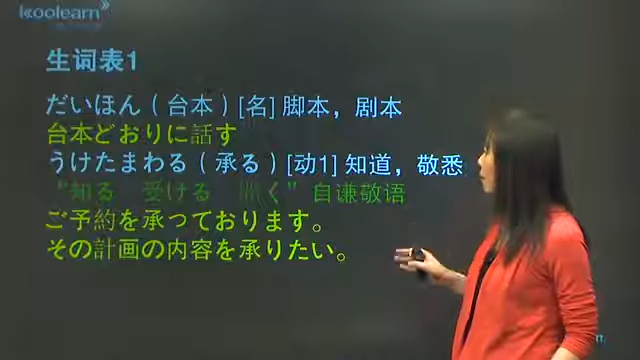 koolearn
生词表1
だいほん（台本）[名] 脚本，剧本
台本どおりに話す
うけたまわる（承る）[动1] 知道，敬悉
"知る 受ける 聞く" 自谦敬语
ご予約を承っております。
その計画の内容を承りたい。